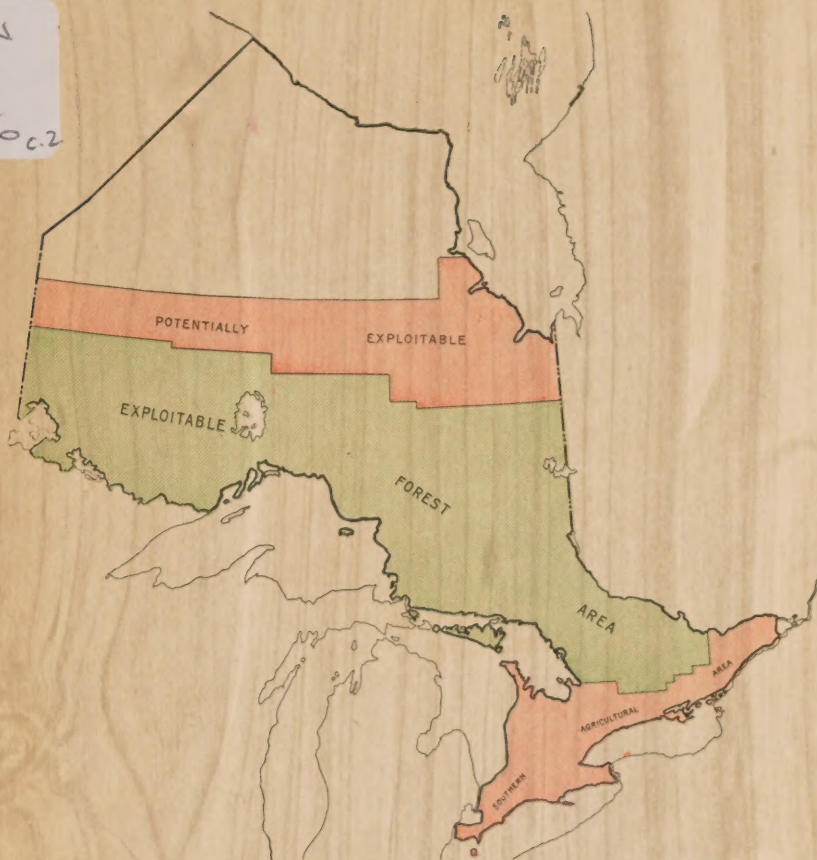 c.2
POTENTIALLY EXPLOITABLE
EXPLOITABLE
FOREST
AREA
SOUTHERN AGRICULTURAL AREA